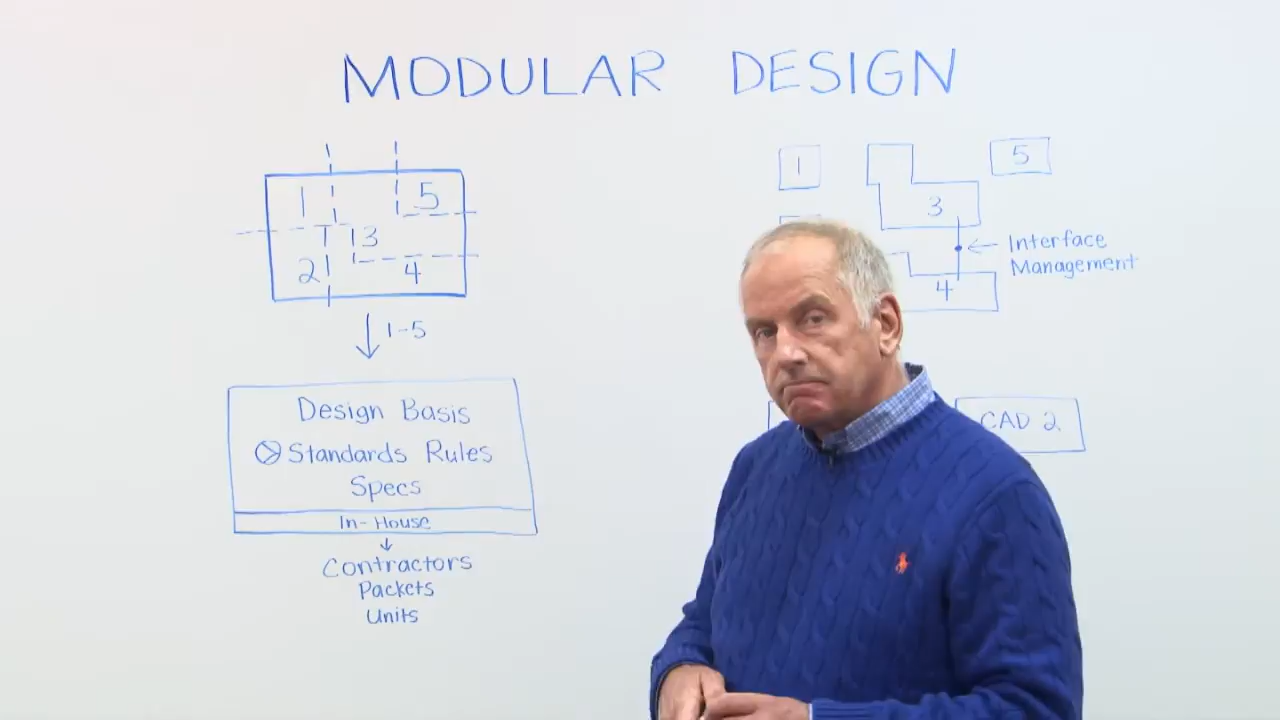 MODULAR DESIGN
1
5
3
2
4
1-5
Design Basis
Standards Rules
Specs
In-House
Contractors
Packets
Units
1
5
3
Interface
Management
4
CAD 2